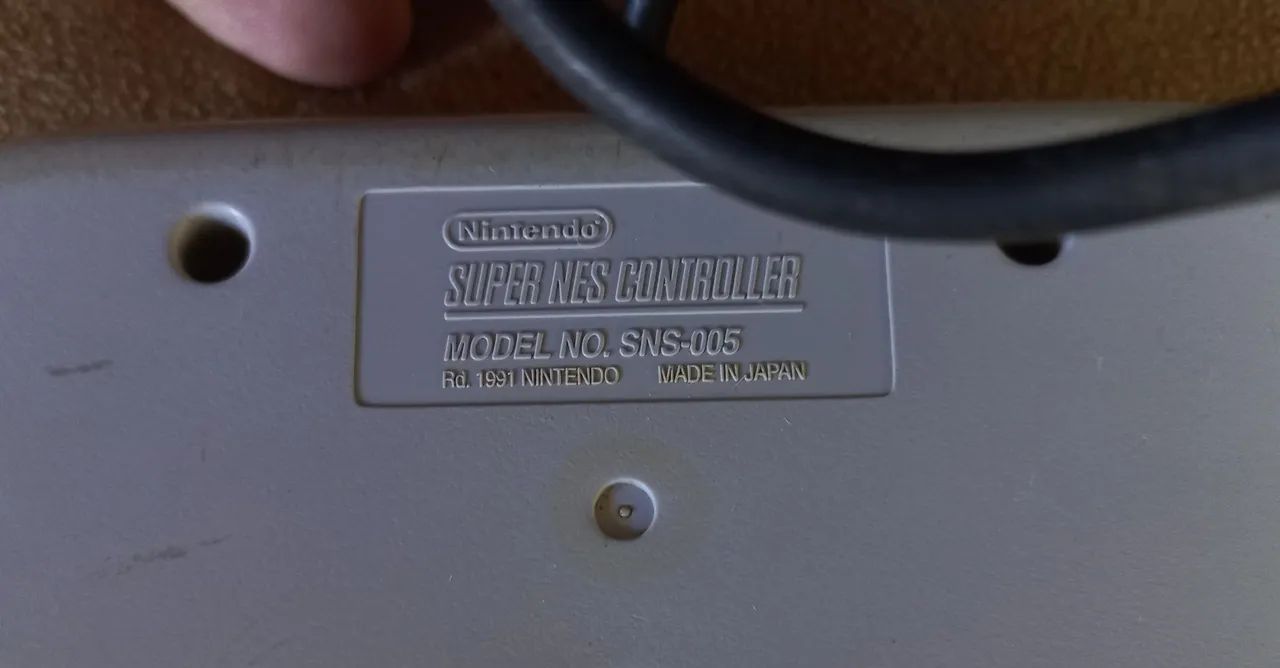 Nintendo®
SUPER NES CONTROLLER
MODEL NO. SNS-005
Rd. 1991 NINTENDO MADE IN JAPAN